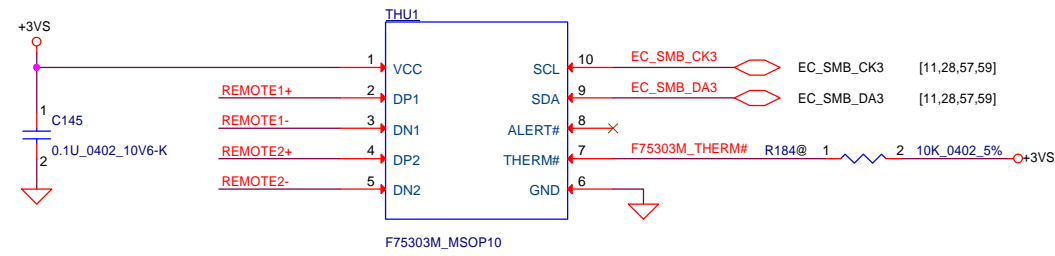 THU1
+3VS
1 VCC SCL 10 EC_SMB_CK3 EC_SMB_CK3 [11,28,57,59]
REMOTE1+ 2 DP1 SDA 9 EC_SMB_DA3 EC_SMB_DA3 [11,28,57,59]
1 C145 REMOTE1- 3 DN1 ALERT# 8
2 0.1U_0402_10V6-K REMOTE2+ 4 DP2 THERM# 7 F75303M_THERM# R184@ 1 2 10K_0402_5% +3VS
REMOTE2- 5 DN2 GND 6
F75303M_MSOP10